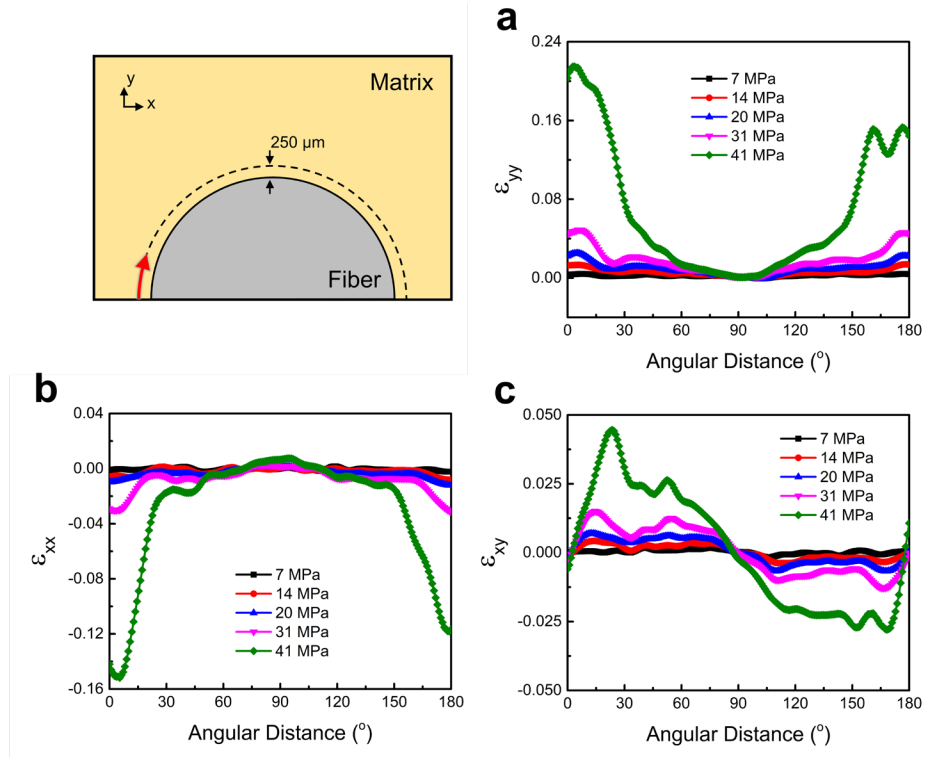 Matrix
y
x
250 µm
Fiber
a
0.24
0.16
0.08
0.00
εyy
7 MPa
14 MPa
20 MPa
31 MPa
41 MPa
0 30 60 90 120 150 180
Angular Distance (°)
b
0.04
0.00
-0.04
-0.08
-0.12
-0.16
εxx
7 MPa
14 MPa
20 MPa
31 MPa
41 MPa
0 30 60 90 120 150 180
Angular Distance (°)
c
0.050
0.025
0.000
-0.025
-0.050
εxy
7 MPa
14 MPa
20 MPa
31 MPa
41 MPa
0 30 60 90 120 150 180
Angular Distance (°)